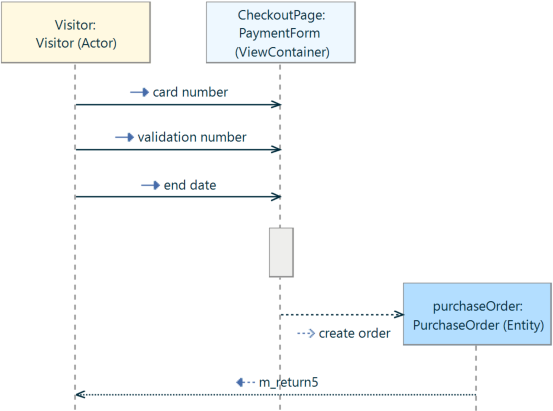 Visitor:
Visitor (Actor)
CheckoutPage:
PaymentForm
(ViewContainer)
card number
validation number
end date
purchaseOrder:
PurchaseOrder (Entity)
create order
m_return5